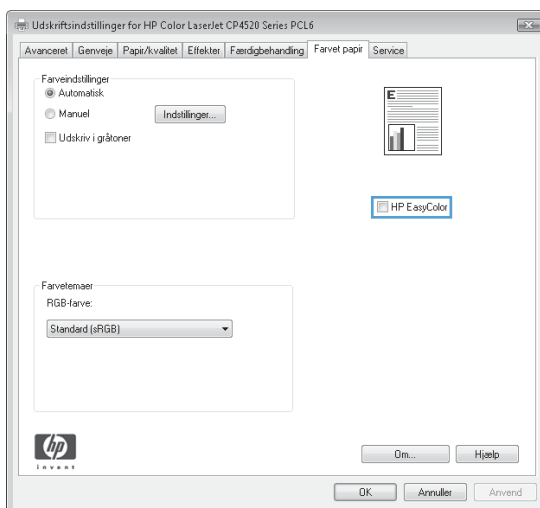 Udskriftsindstillinger for HP Color LaserJet CP4520 Series PCL6
Avanceret Genveje Papir/kvalitet Effekter Færdigbehandling Farvet papir Service
Farveindstillinger
Automatisk
Manuel Indstillinger...
Udskriv i gråtoner
E
HP EasyColor
Farvetemaer
RGB-farve:
Standard (sRGB)
hp
invent
Om... Hjælp
OK Annuller Anvend